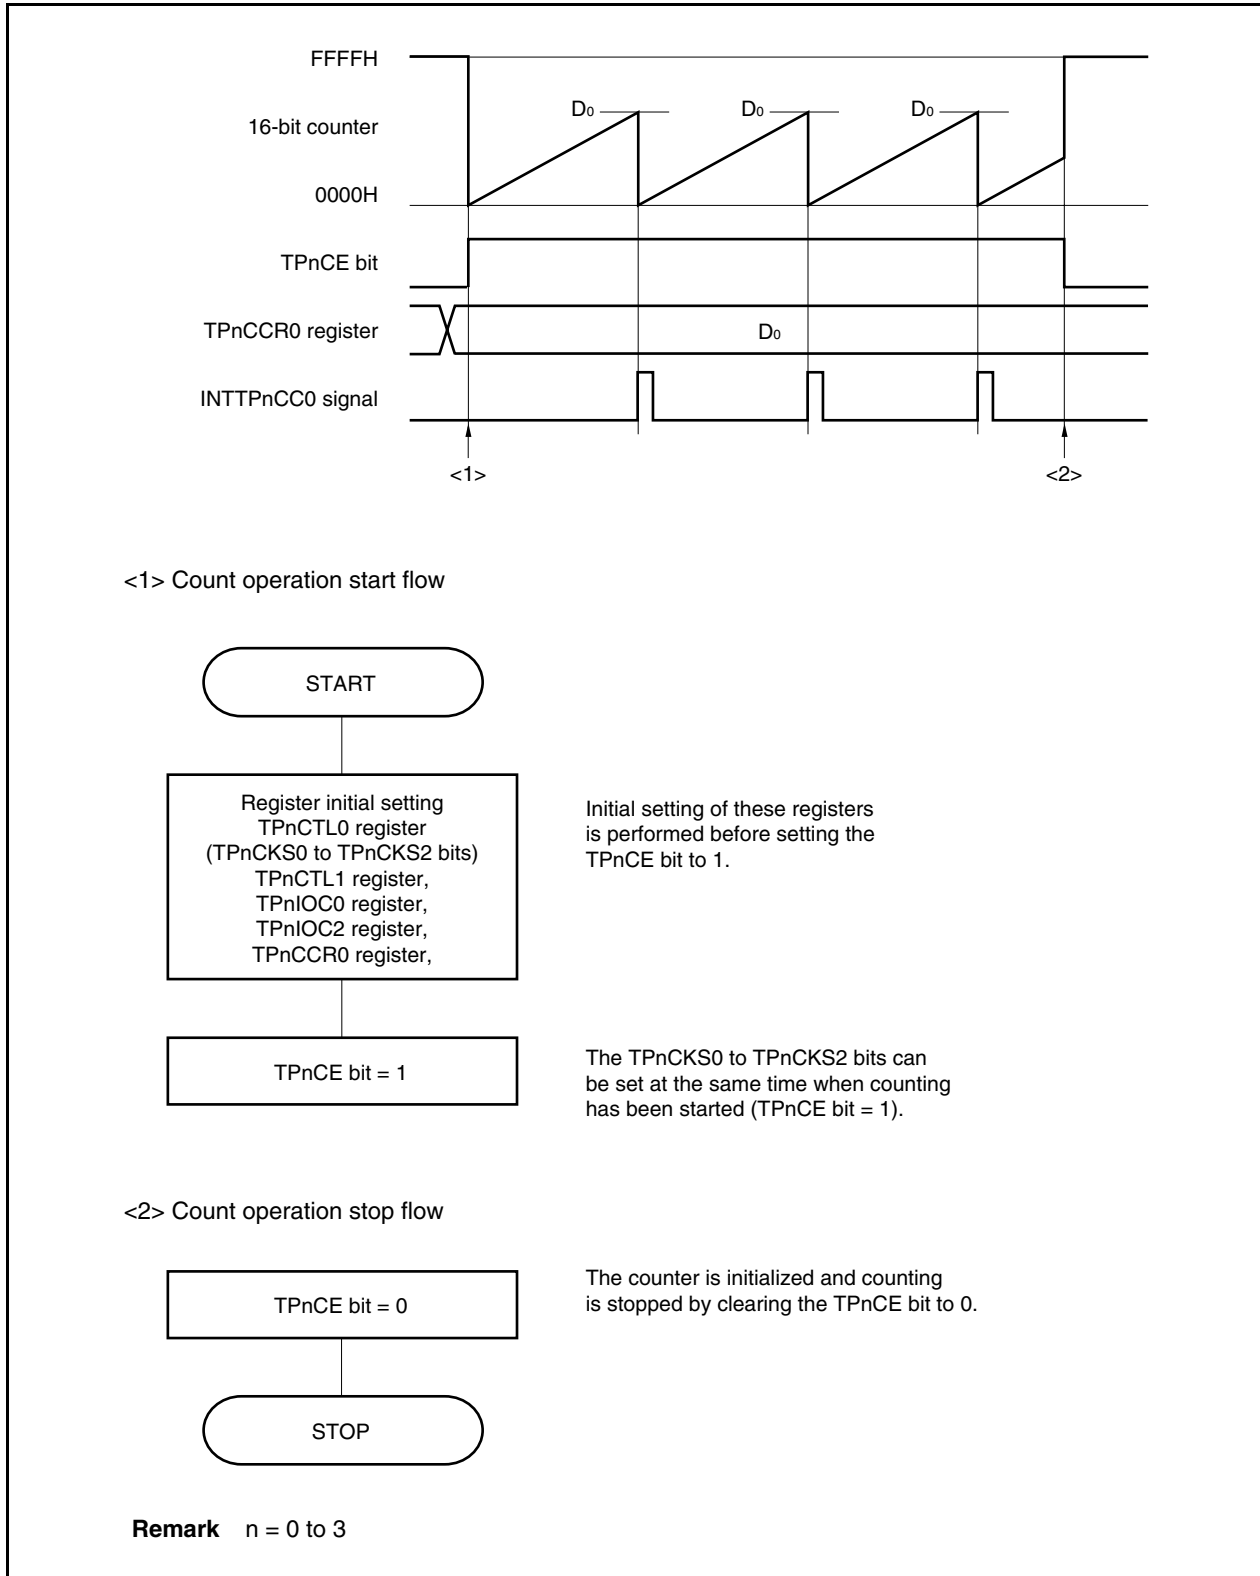 FFFFH
D0 D0 D0
16-bit counter
0000H
TPnCE bit
TPnCCR0 register
D0
INTTPnCC0 signal
<1> <2>
<1> Count operation start flow
START
Register initial setting
TPnCTL0 register
(TPnCKS0 to TPnCKS2 bits)
TPnCTL1 register,
TPnIOC0 register,
TPnIOC2 register,
TPnCCR0 register,
Initial setting of these registers
is performed before setting the
TPnCE bit to 1.
TPnCE bit = 1
The TPnCKS0 to TPnCKS2 bits can
be set at the same time when counting
has been started (TPnCE bit = 1).
<2> Count operation stop flow
TPnCE bit = 0
The counter is initialized and counting
is stopped by clearing the TPnCE bit to 0.
STOP
Remark n = 0 to 3